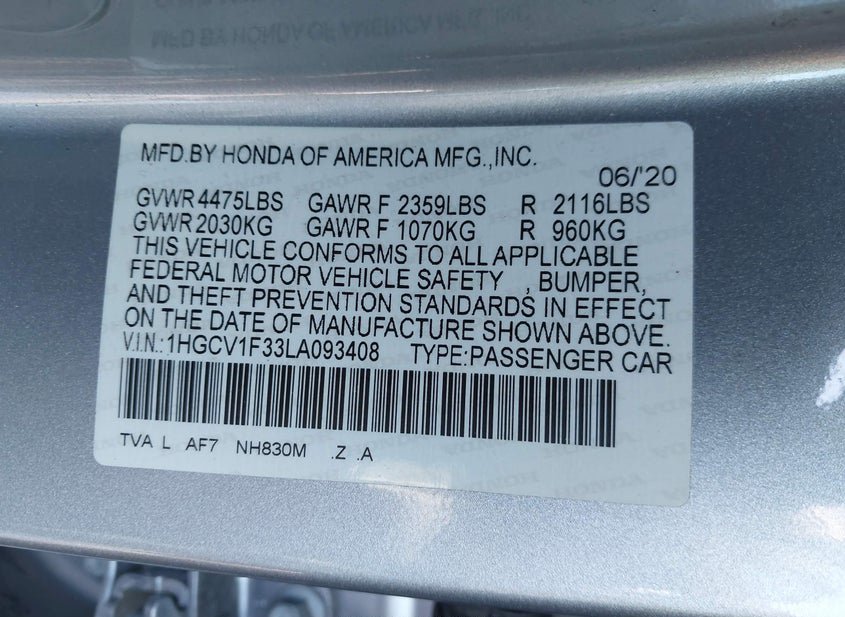 MFD.BY HONDA OF AMERICA MFG.,INC.
06/'20
GVWR 4475LBS GAWR F 2359LBS R 2116LBS
GVWR 2030KG GAWR F 1070KG R 960KG
THIS VEHICLE CONFORMS TO ALL APPLICABLE
FEDERAL MOTOR VEHICLE SAFETY , BUMPER,
AND THEFT PREVENTION STANDARDS IN EFFECT
ON THE DATE OF MANUFACTURE SHOWN ABOVE.
V.I.N.:1HGCV1F33LA093408 TYPE:PASSENGER CAR
TVA L AF7 NH830M .Z .A